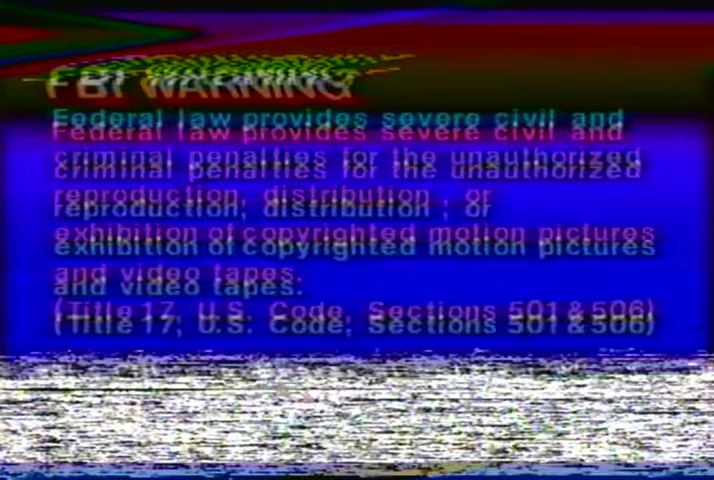 FBI WARNING
Federal law provides severe civil and
criminal penalties for the unauthorized
reproduction, distribution, or
exhibition of copyrighted motion pictures
and video tapes.
(Title 17, U.S. Code, Sections 501 & 506)